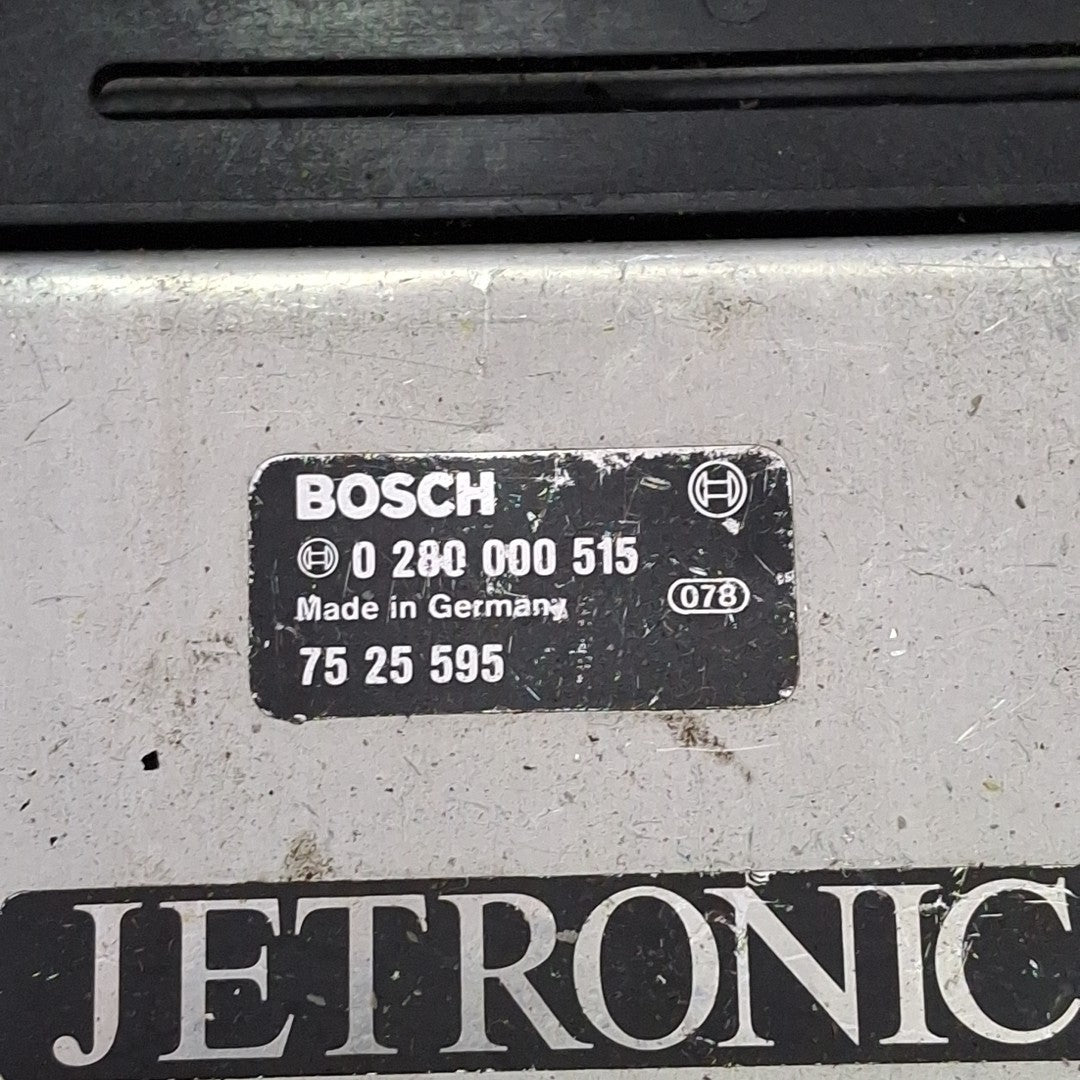 BOSCH
0 280 000 515
Made in Germany
078
75 25 595
JETRONIC